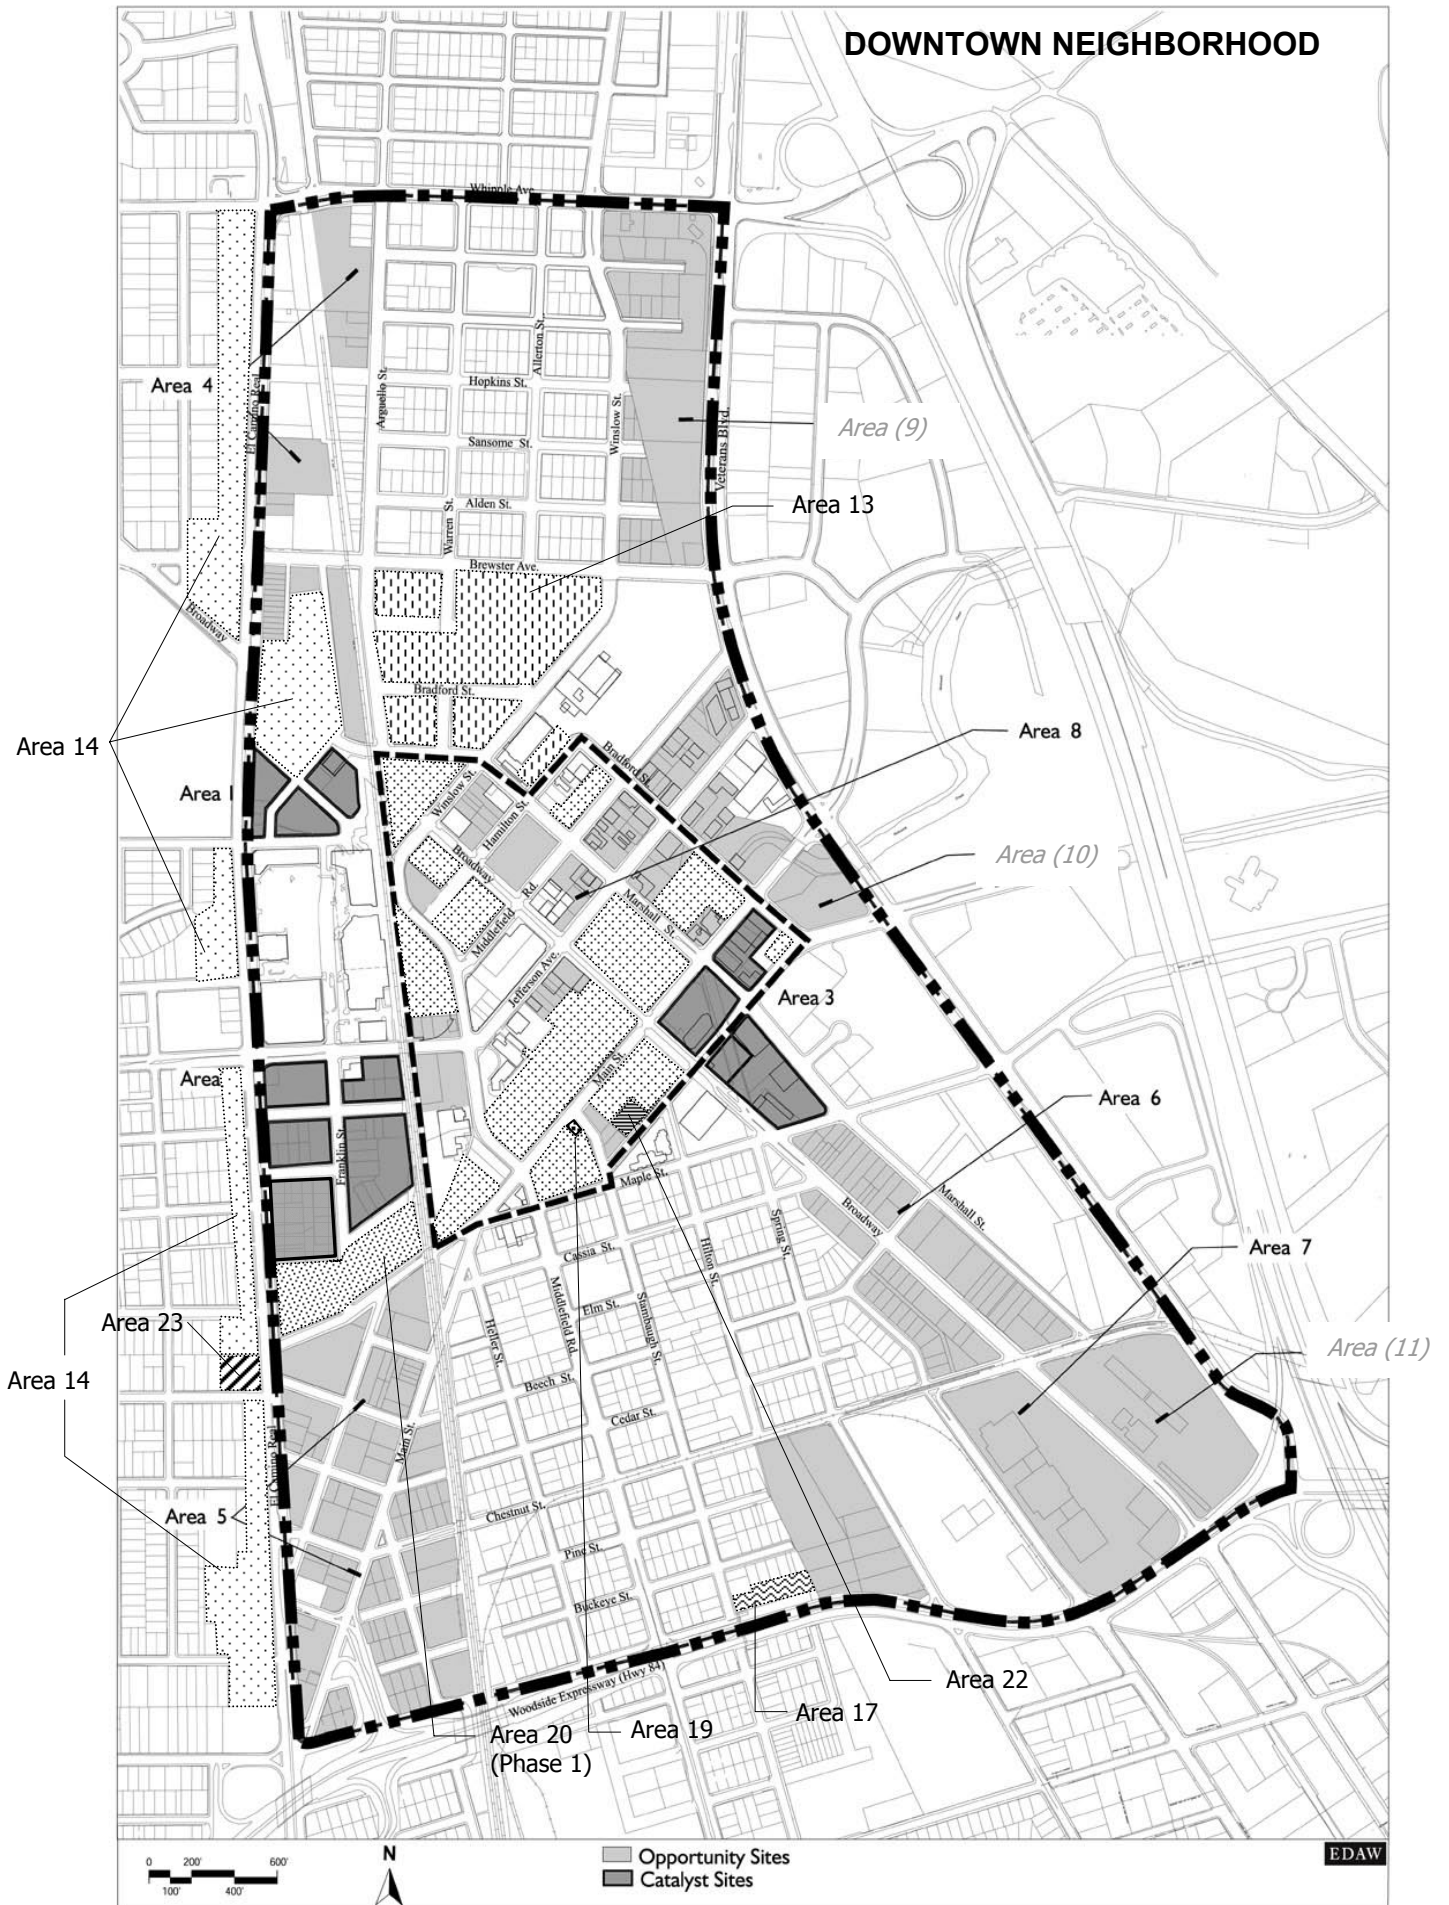 DOWNTOWN NEIGHBORHOOD
Whipple Ave
Area 4
El Camino Real
Arguello St.
Allerton St.
Hopkins St.
Winslow St.
Veterans Blvd.
Area (9)
Sansome St.
Alden St.
Warren St.
Area 13
Brewster Ave.
Broadway
Bradford St.
Area 14
Area 1
Area 8
Bradford St.
Winslow St.
Hamilton St.
Broadway
Middlefield
Rd.
Area (10)
Marshall
St.
Jefferson Ave.
Area 3
Area
Main St.
Area 6
Franklin St.
Maple St.
Marshall St.
Broadway
Spring St.
Hilton St.
Cassia St.
Area 7
Middlefield Rd.
Elm St.
Stambaugh St.
Heller St.
Area 23
Area (11)
Area 14
Beech St.
Cedar St.
Main St.
El Camino Real
Area 5
Chestnut St.
Pine St.
Buckeye St.
Woodside Expressway (Hwy 84)
Area 22
Area 17
Area 19
Area 20
(Phase 1)
0 200' 600'
100' 400'
N
Opportunity Sites
Catalyst Sites
EDAW